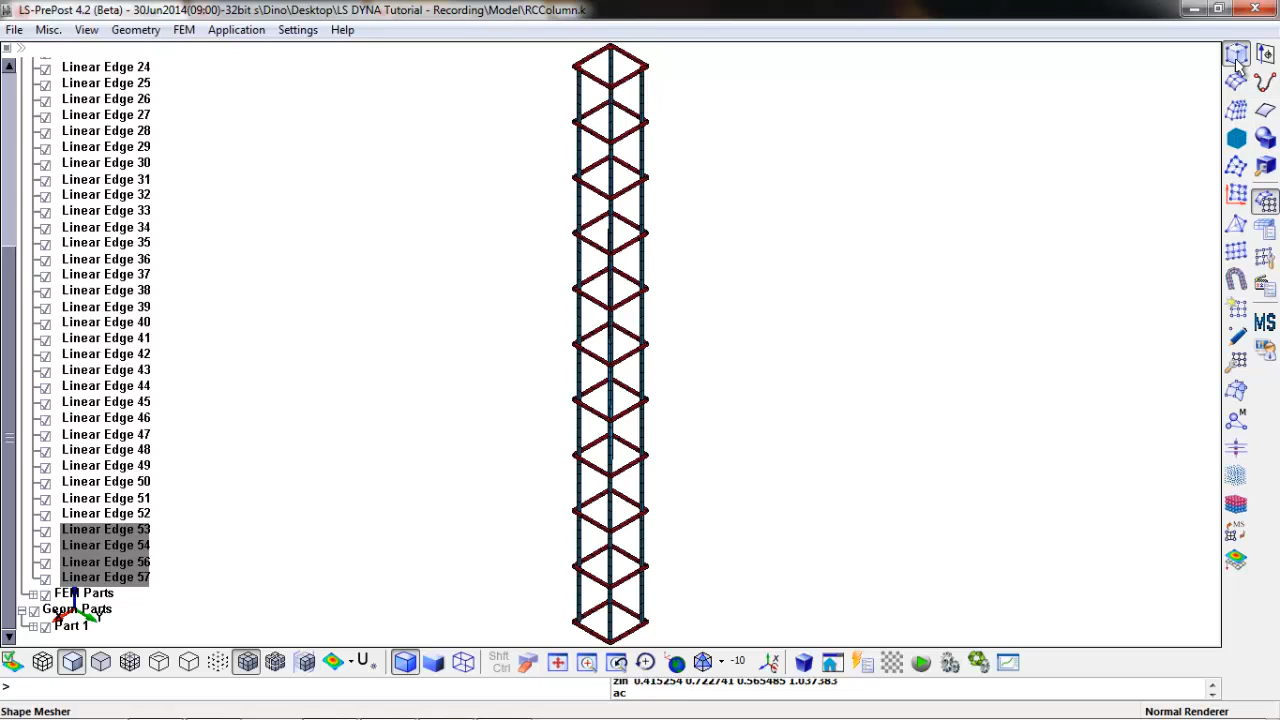 LS-PrePost 4.2 (Beta) - 30Jun2014(09:00)-32bit s\Dino\Desktop\LS DYNA Tutorial - Recording\Model\RCColumn.k
File Misc. View Geometry FEM Application Settings Help
Linear Edge 24
Linear Edge 25
Linear Edge 26
Linear Edge 27
Linear Edge 28
Linear Edge 29
Linear Edge 30
Linear Edge 31
Linear Edge 32
Linear Edge 33
Linear Edge 34
Linear Edge 35
Linear Edge 36
Linear Edge 37
Linear Edge 38
Linear Edge 39
Linear Edge 40
Linear Edge 41
Linear Edge 42
Linear Edge 43
Linear Edge 44
Linear Edge 45
Linear Edge 46
Linear Edge 47
Linear Edge 48
Linear Edge 49
Linear Edge 50
Linear Edge 51
Linear Edge 52
Linear Edge 53
Linear Edge 54
Linear Edge 56
Linear Edge 57
FEM Parts
Geom Parts
Part 1
X Y
MS
M
MS
U
Shft
Ctrl
-10
>
zin 0.415254 0.722741 0.565485 1.037383
ac
Shape Mesher
Normal Renderer